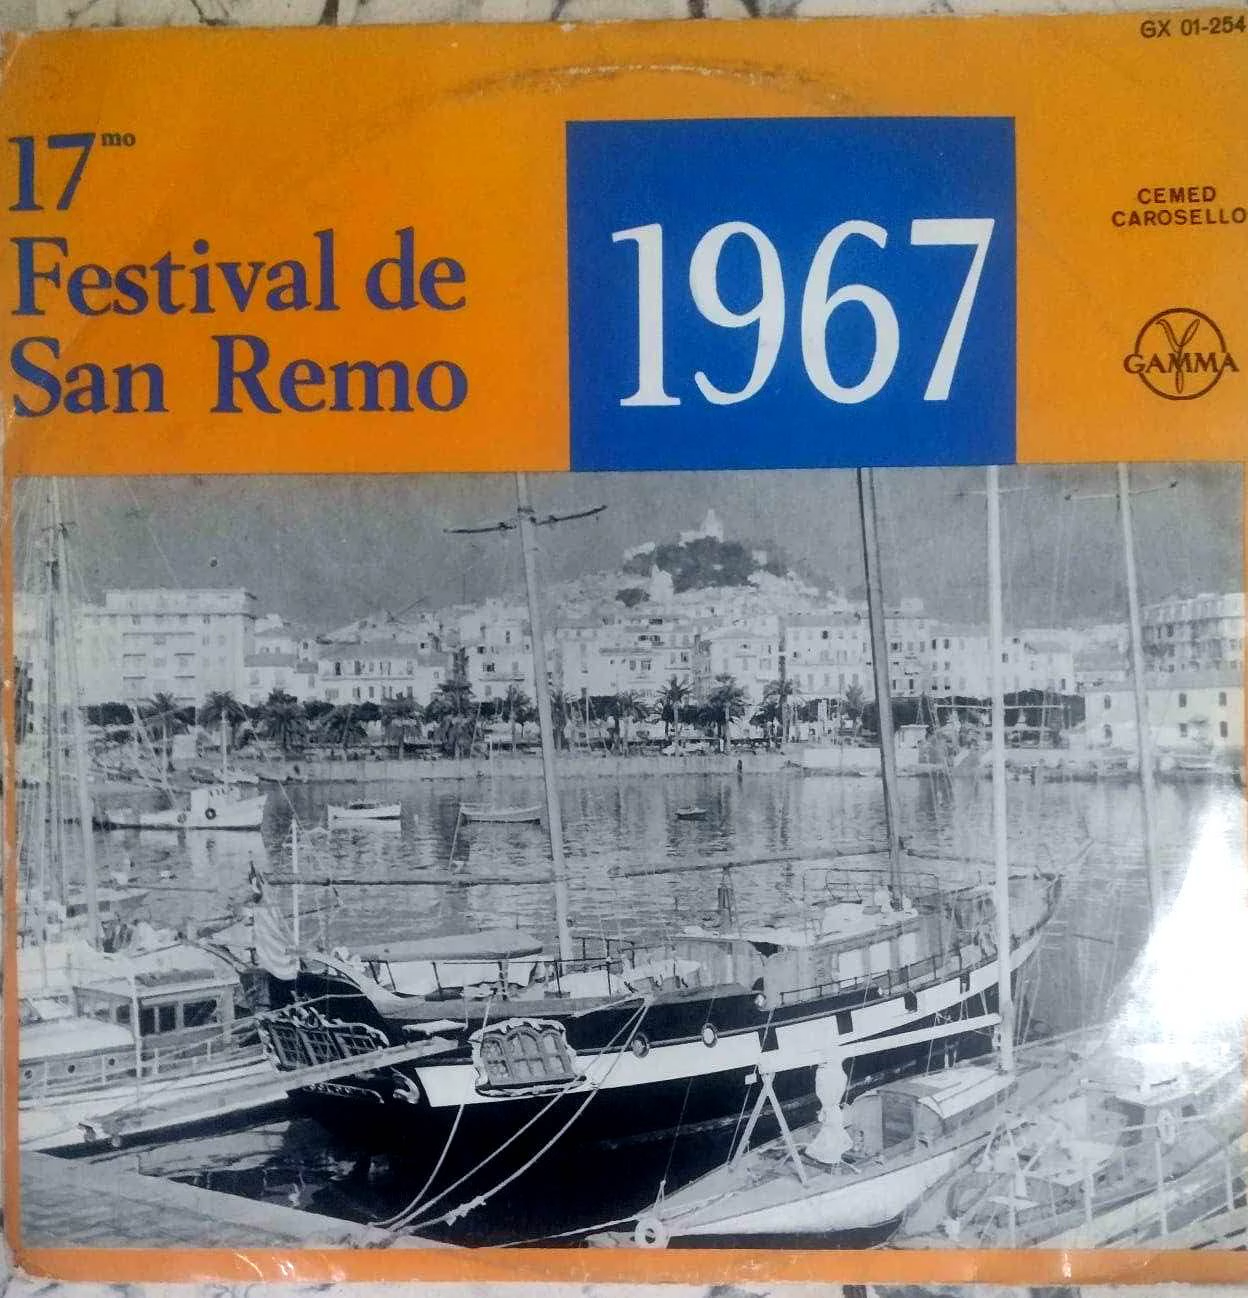 GX 01-254
17mo
Festival de
San Remo
1967
CEMED
CAROSELLO
GAMMA